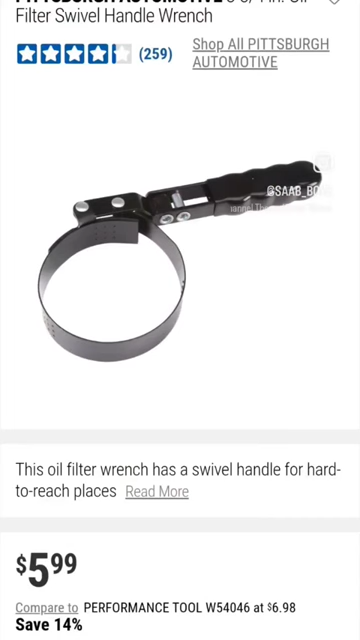 Filter Swivel Handle Wrench
(259)
Shop All PITTSBURGH
AUTOMOTIVE
This oil filter wrench has a swivel handle for hard-
to-reach places Read More
$5.99
Compare to PERFORMANCE TOOL W54046 at $6.98
Save 14%